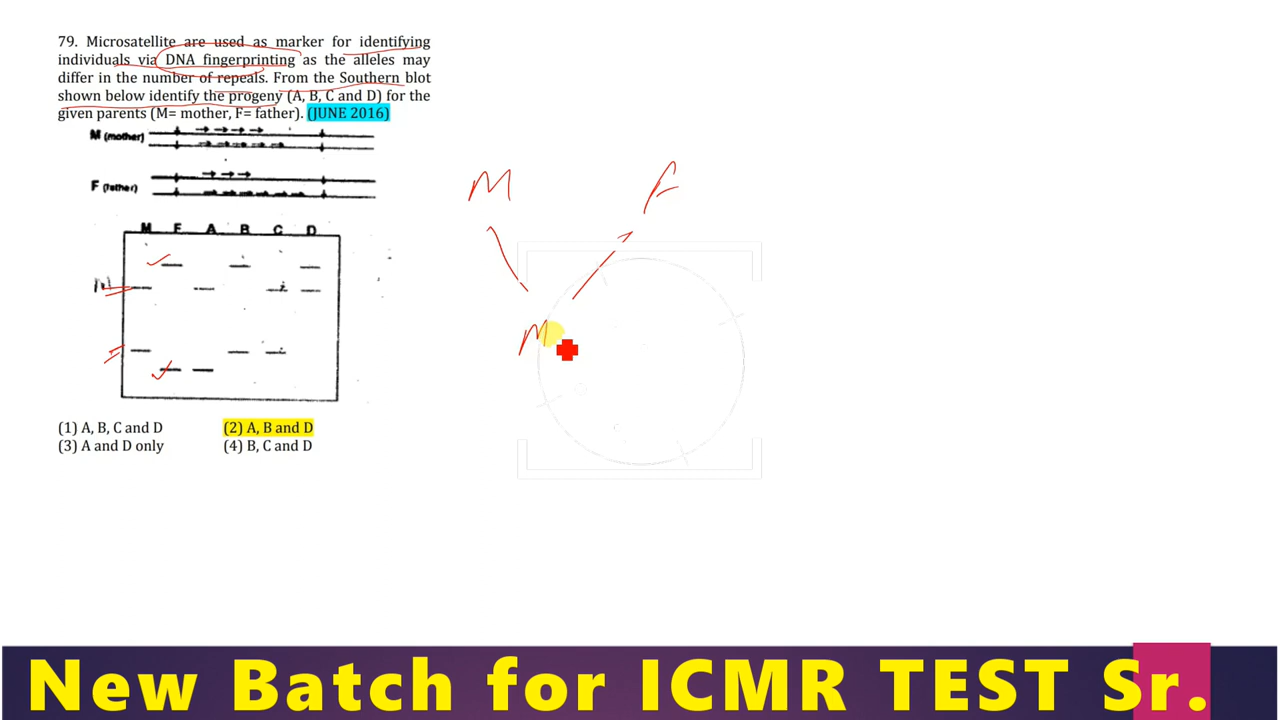 79. Microsatellite are used as marker for identifying
individuals via DNA fingerprinting as the alleles may
differ in the number of repeals. From the Southern blot
shown below identify the progeny (A, B, C and D) for the
given parents (M= mother, F= father). (JUNE 2016)
M (mother)
F (father)
M F A B C D
M F
M
(1) A, B, C and D (2) A, B and D
(3) A and D only (4) B, C and D
New Batch for ICMR TEST Sr.